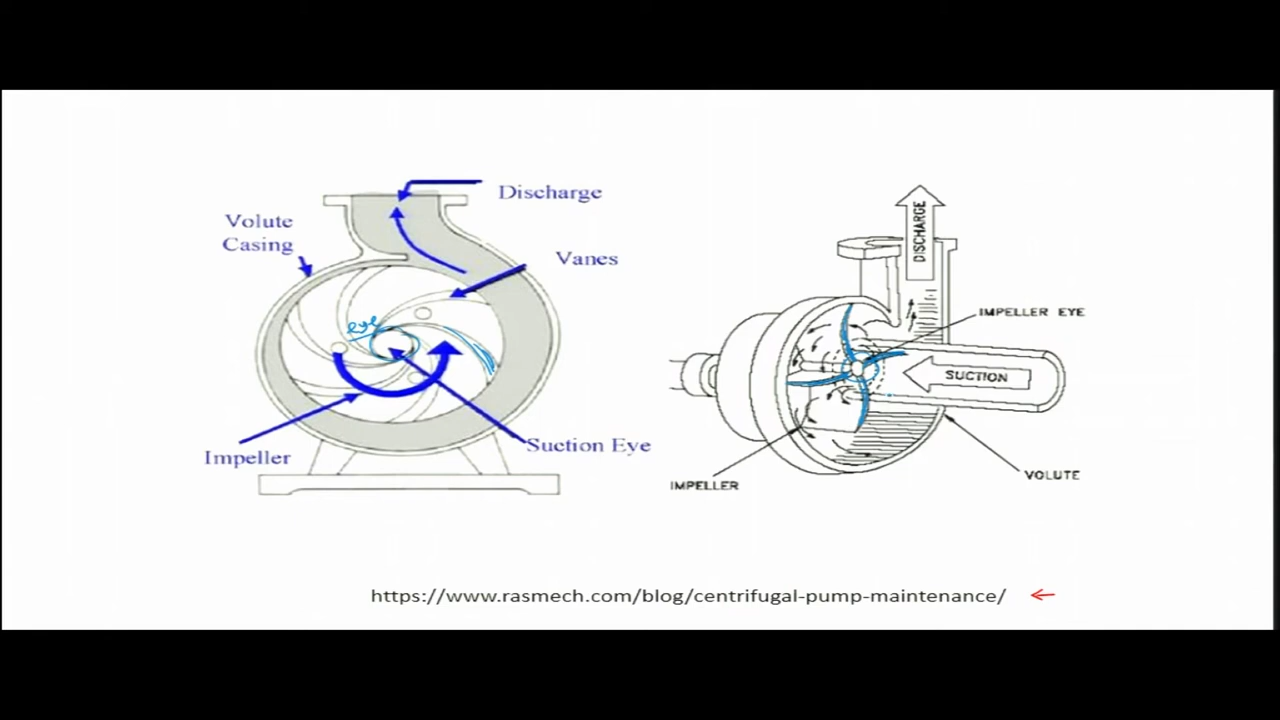 Discharge
Volute
Casing
Vanes
eye
Impeller
Suction Eye
DISCHARGE
IMPELLER EYE
SUCTION
IMPELLER
VOLUTE
https://www.rasmech.com/blog/centrifugal-pump-maintenance/